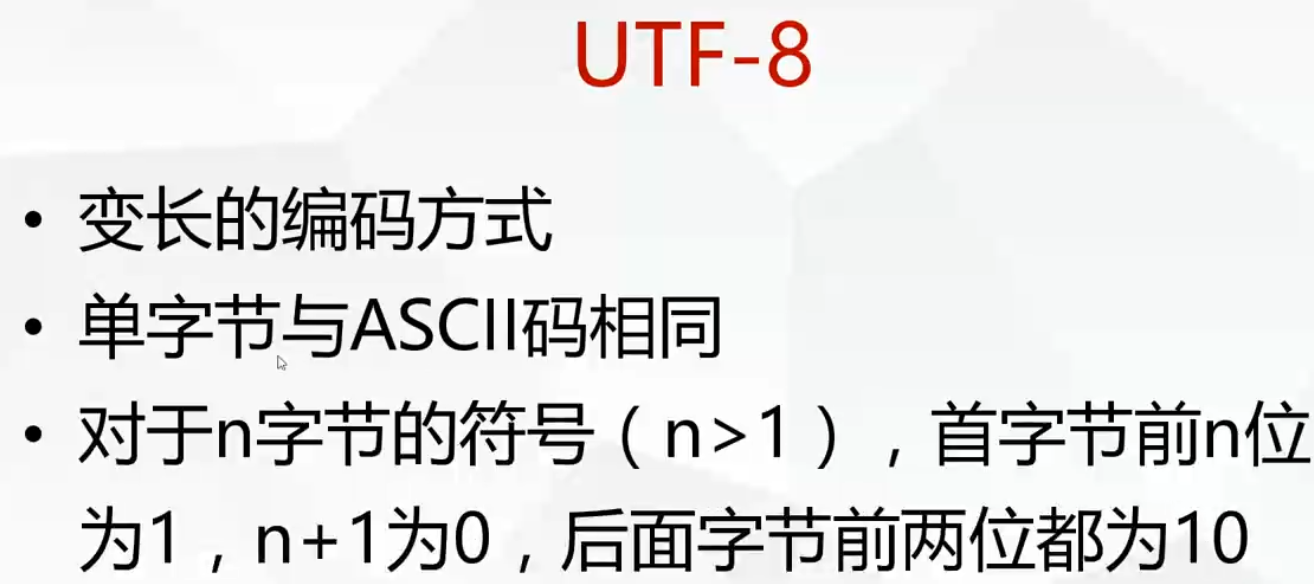 UTF-8
• 变长的编码方式
• 单字节与ASCII码相同
• 对于n字节的符号（n>1），首字节前n位
为1，n+1为0，后面字节前两位都为10